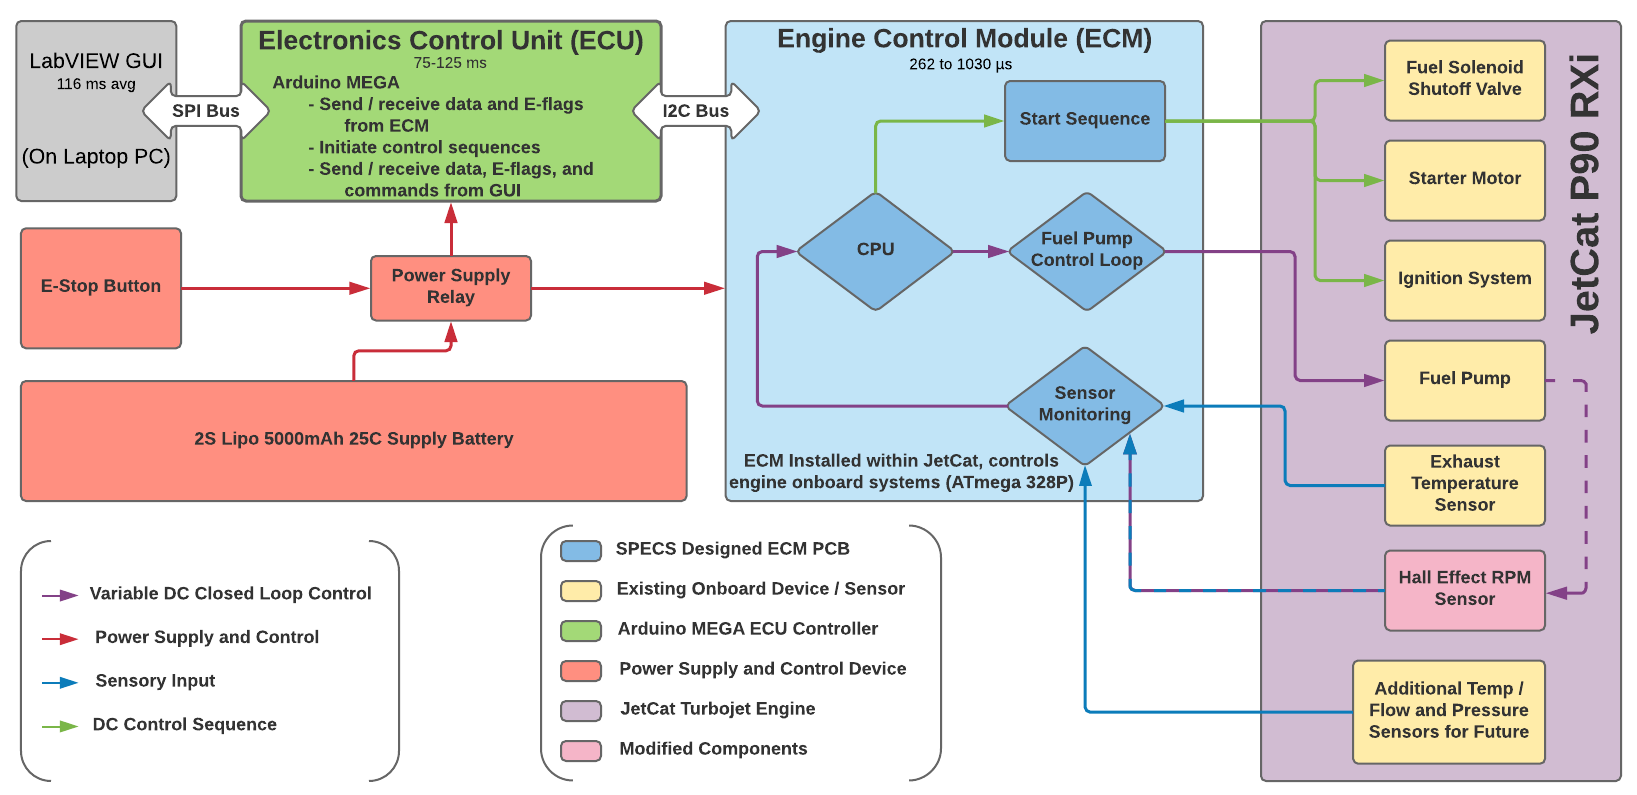 LabVIEW GUI
116 ms avg
(On Laptop PC)
SPI Bus
Electronics Control Unit (ECU)
75-125 ms
Arduino MEGA
- Send / receive data and E-flags
from ECM
- Initiate control sequences
- Send / receive data, E-flags, and
commands from GUI
I2C Bus
Engine Control Module (ECM)
262 to 1030 µs
Start Sequence
CPU
Fuel Pump
Control Loop
Sensor
Monitoring
ECM Installed within JetCat, controls
engine onboard systems (ATmega 328P)
JetCat P90 RXi
Fuel Solenoid
Shutoff Valve
Starter Motor
Ignition System
Fuel Pump
Exhaust
Temperature
Sensor
Hall Effect RPM
Sensor
Additional Temp /
Flow and Pressure
Sensors for Future
E-Stop Button
Power Supply
Relay
2S Lipo 5000mAh 25C Supply Battery
Variable DC Closed Loop Control
Power Supply and Control
Sensory Input
DC Control Sequence
SPECS Designed ECM PCB
Existing Onboard Device / Sensor
Arduino MEGA ECU Controller
Power Supply and Control Device
JetCat Turbojet Engine
Modified Components